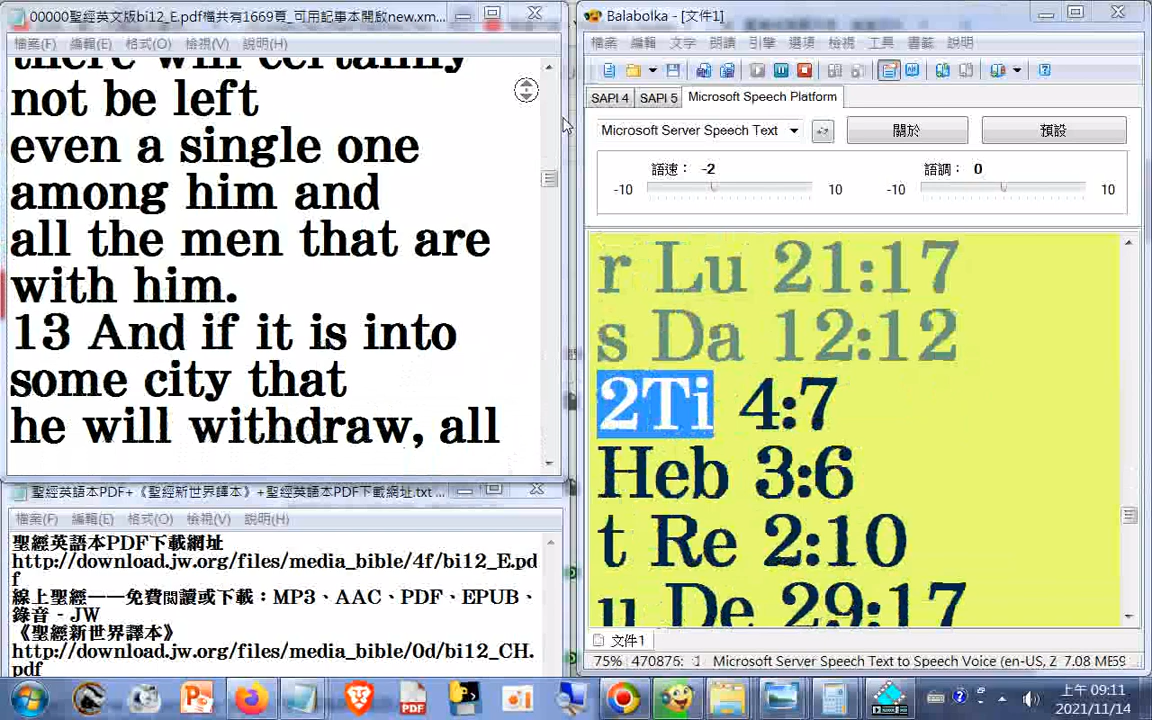 00000聖經英文版bi12_E.pdf檔共有1669頁_可用記事本開啟new.xm...
檔案(F) 編輯(E) 格式(O) 檢視(V) 說明(H)
there will certainly
not be left
even a single one
among him and
all the men that are
with him.
13 And if it is into
some city that
he will withdraw, all
聖經英語本PDF+《聖經新世界譯本》+聖經英語本PDF下載網址.txt ...
檔案(F) 編輯(E) 格式(O) 檢視(V) 說明(H)
聖經英語本PDF下載網址
http://download.jw.org/files/media_bible/4f/bi12_E.pd
f
線上聖經——免費閱讀或下載：MP3、AAC、PDF、EPUB、
錄音 - JW
《聖經新世界譯本》
http://download.jw.org/files/media_bible/0d/bi12_CH.
pdf
Balabolka - [文件1]
檔案 編輯 文字 朗讀 引擎 選項 檢視 工具 書籤 說明
SAPI 4 SAPI 5 Microsoft Speech Platform
Microsoft Server Speech Text 關於 預設
語速： -2 語調： 0
-10 10 -10 10
r Lu 21:17
s Da 12:12
2Ti 4:7
Heb 3:6
t Re 2:10
u De 29:17
文件1
75% 470876: 1 Microsoft Server Speech Text to Speech Voice (en-US, Z 7.08 ME59
上午 09:11
2021/11/14